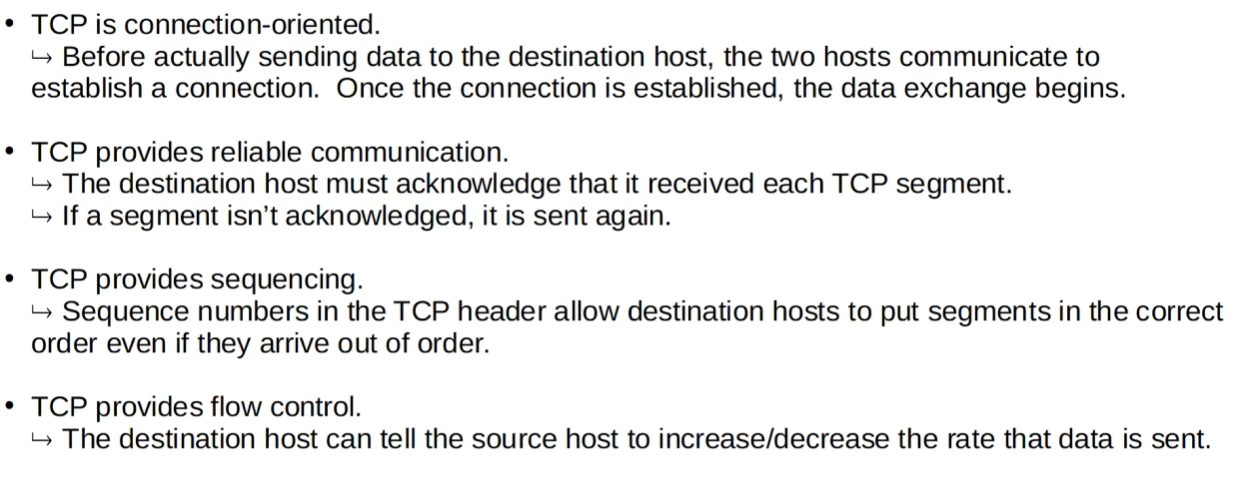 • TCP is connection-oriented.
↪ Before actually sending data to the destination host, the two hosts communicate to
establish a connection.  Once the connection is established, the data exchange begins.
• TCP provides reliable communication.
↪ The destination host must acknowledge that it received each TCP segment.
↪ If a segment isn’t acknowledged, it is sent again.
• TCP provides sequencing.
↪ Sequence numbers in the TCP header allow destination hosts to put segments in the correct
order even if they arrive out of order.
• TCP provides flow control.
↪ The destination host can tell the source host to increase/decrease the rate that data is sent.